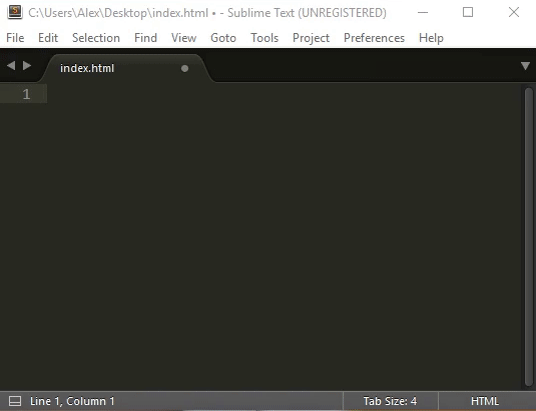 C:\Users\Alex\Desktop\index.html • - Sublime Text (UNREGISTERED)
File Edit Selection Find View Goto Tools Project Preferences Help
index.html
1
Line 1, Column 1 Tab Size: 4 HTML